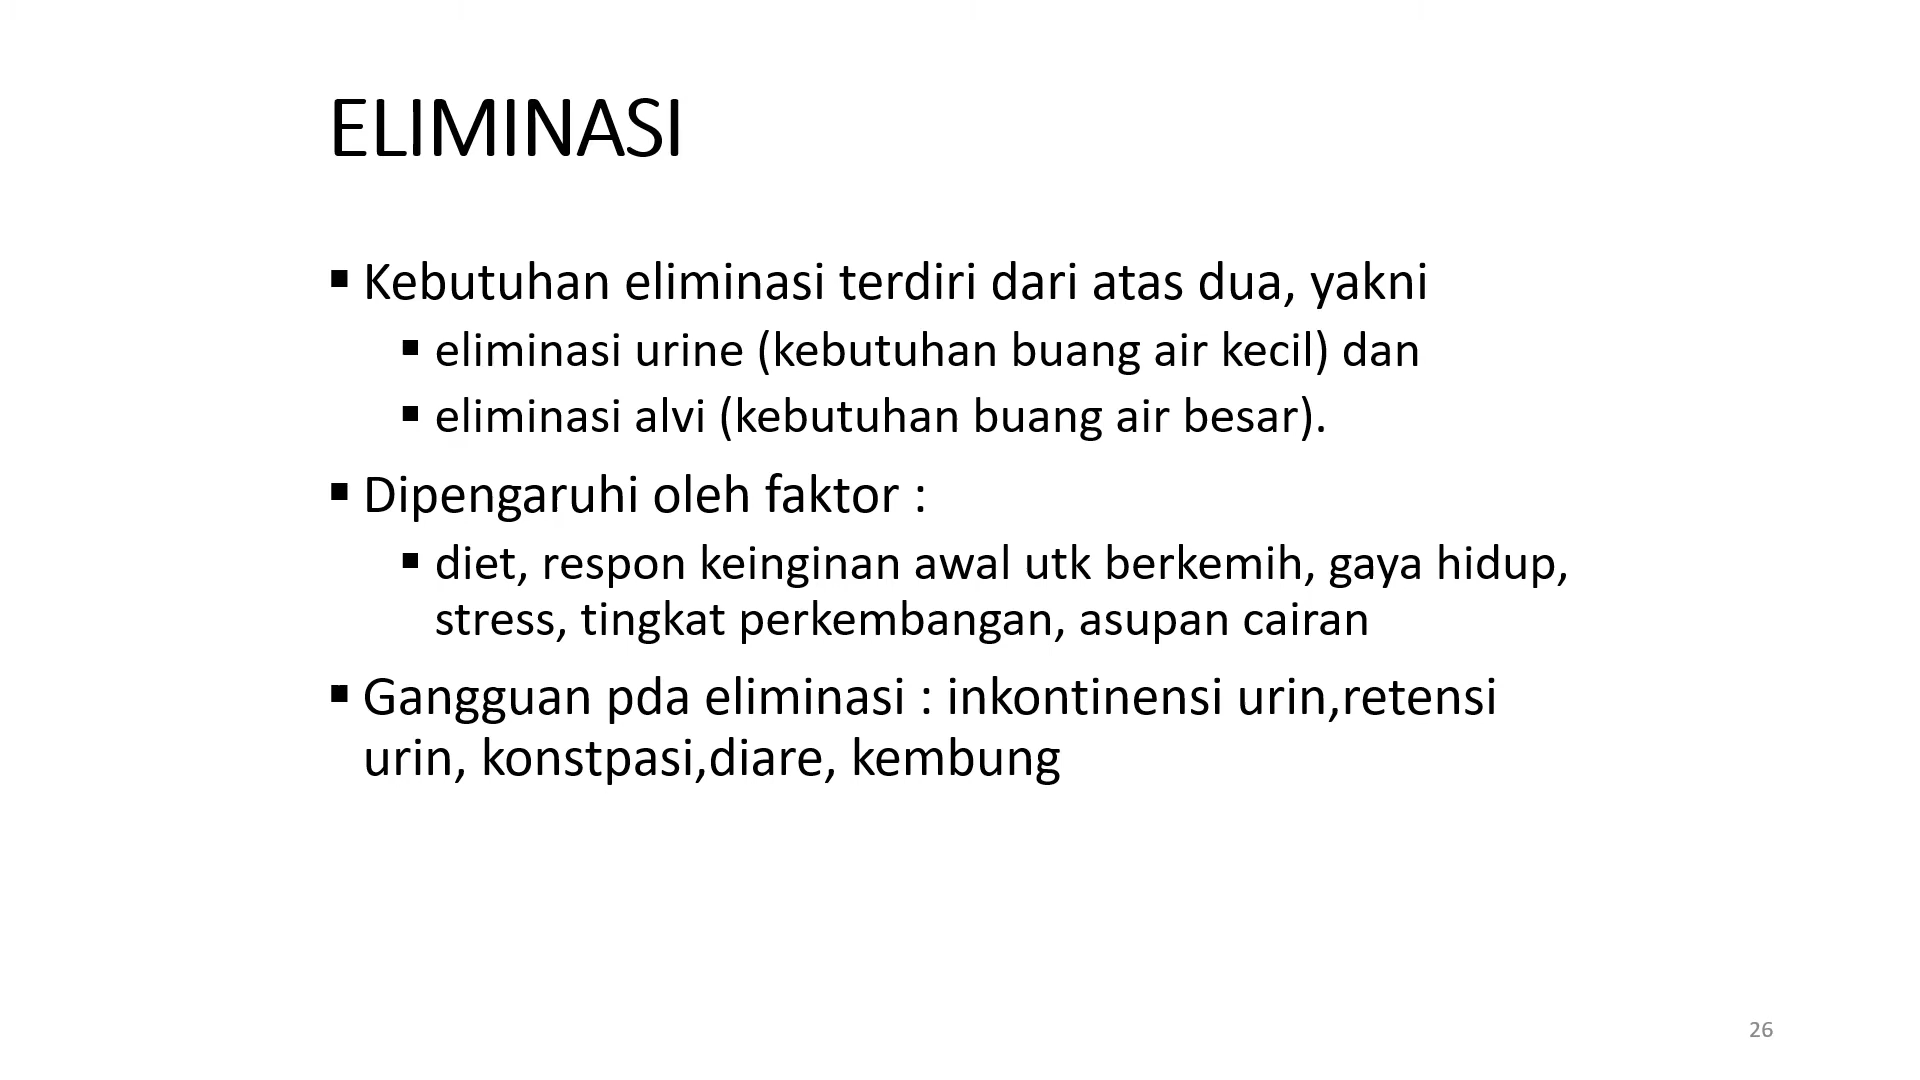 ELIMINASI
▪ Kebutuhan eliminasi terdiri dari atas dua, yakni
▪ eliminasi urine (kebutuhan buang air kecil) dan
▪ eliminasi alvi (kebutuhan buang air besar).
▪ Dipengaruhi oleh faktor :
▪ diet, respon keinginan awal utk berkemih, gaya hidup,
stress, tingkat perkembangan, asupan cairan
▪ Gangguan pda eliminasi : inkontinensi urin,retensi
urin, konstpasi,diare, kembung
26